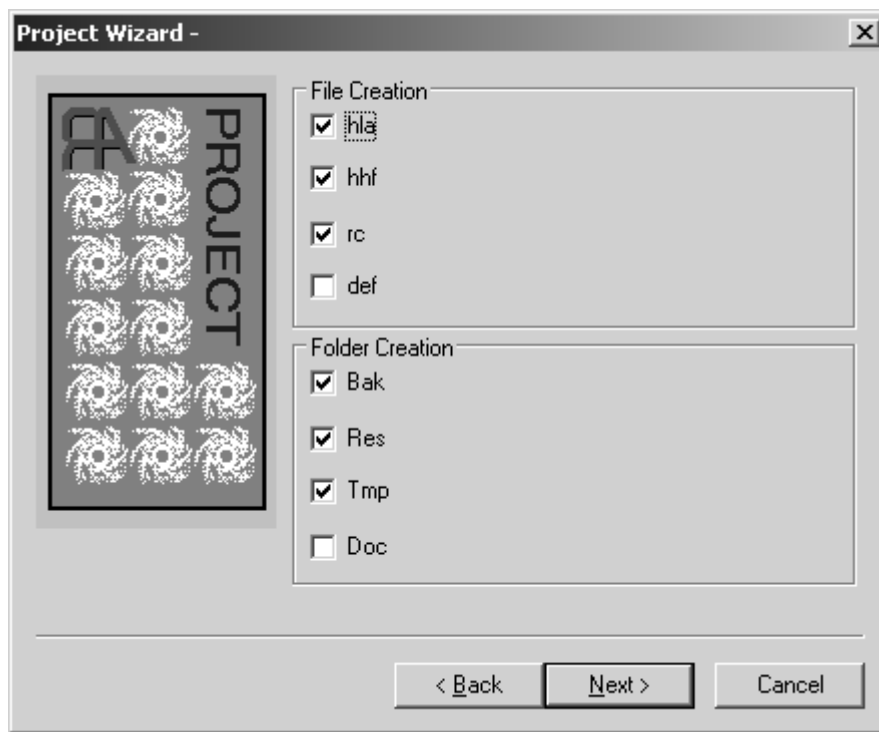 Project Wizard -
RA
PROJECT
File Creation
hla
hhf
rc
def
Folder Creation
Bak
Res
Tmp
Doc
< Back
Next >
Cancel